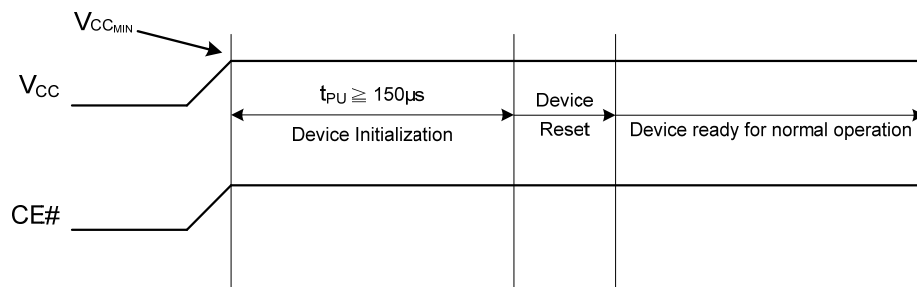 VCCMIN
VCC
tPU ≧ 150μs
Device Initialization
Device
Reset
Device ready for normal operation
CE#